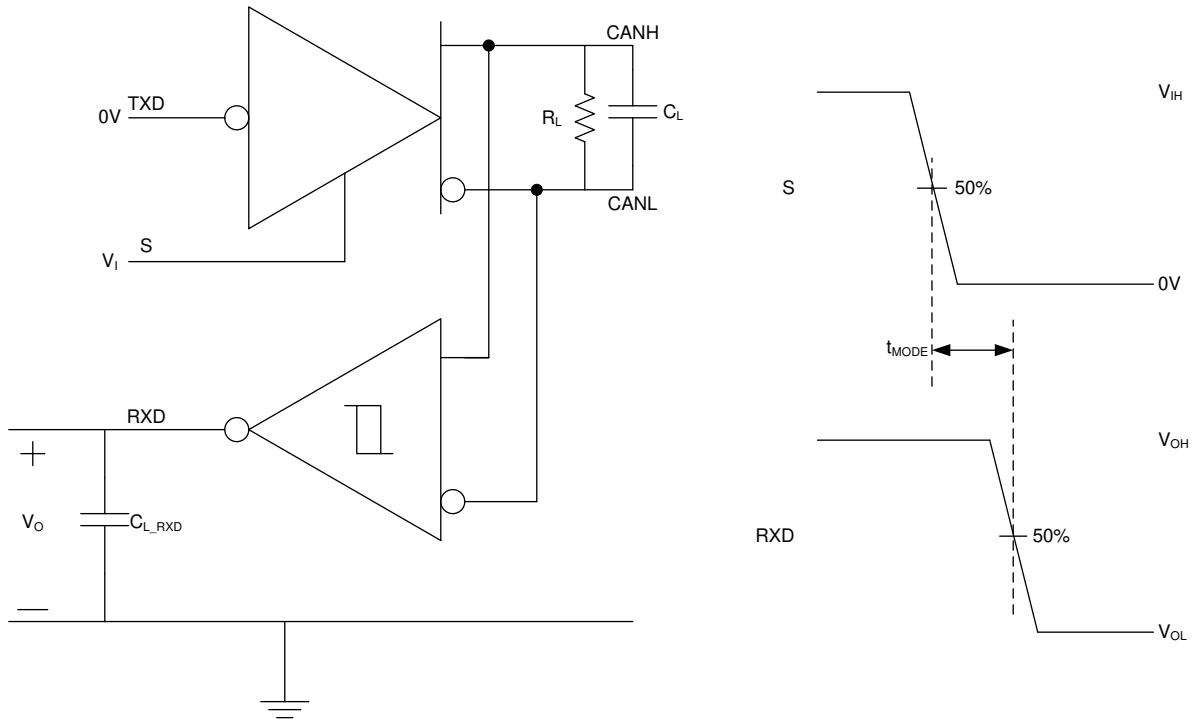 CANH
TXD
0V
R_L
C_L
CANL
S
V_I
RXD
+
V_O
C_L_RXD
—
V_IH
S
50%
0V
t_MODE
V_OH
RXD
50%
V_OL